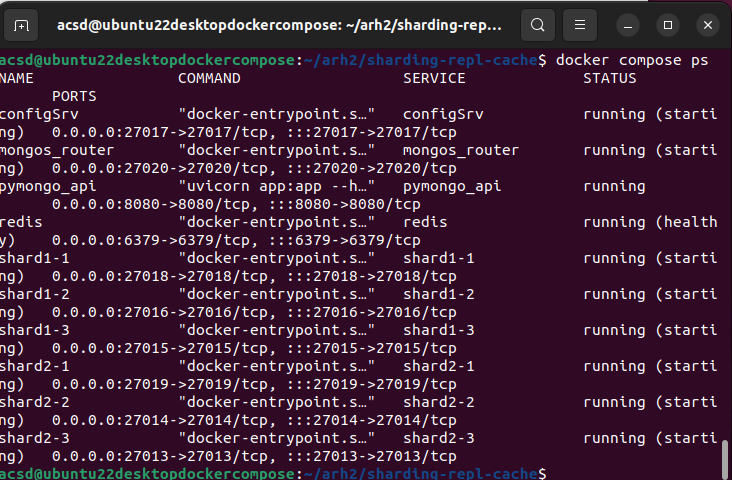 acsd@ubuntu22desktopdockercompose: ~/arh2/sharding-rep...
acsd@ubuntu22desktopdockercompose:~/arh2/sharding-repl-cache$ docker compose ps
NAME                COMMAND                  SERVICE             STATUS
      PORTS
configSrv           "docker-entrypoint.s…"   configSrv           running (starti
ng)   0.0.0.0:27017->27017/tcp, :::27017->27017/tcp
mongos_router       "docker-entrypoint.s…"   mongos_router       running (starti
ng)   0.0.0.0:27020->27020/tcp, :::27020->27020/tcp
pymongo_api         "uvicorn app:app --h…"   pymongo_api         running
      0.0.0.0:8080->8080/tcp, :::8080->8080/tcp
redis               "docker-entrypoint.s…"   redis               running (health
y)    0.0.0.0:6379->6379/tcp, :::6379->6379/tcp
shard1-1            "docker-entrypoint.s…"   shard1-1            running (starti
ng)   0.0.0.0:27018->27018/tcp, :::27018->27018/tcp
shard1-2            "docker-entrypoint.s…"   shard1-2            running (starti
ng)   0.0.0.0:27016->27016/tcp, :::27016->27016/tcp
shard1-3            "docker-entrypoint.s…"   shard1-3            running (starti
ng)   0.0.0.0:27015->27015/tcp, :::27015->27015/tcp
shard2-1            "docker-entrypoint.s…"   shard2-1            running (starti
ng)   0.0.0.0:27019->27019/tcp, :::27019->27019/tcp
shard2-2            "docker-entrypoint.s…"   shard2-2            running (starti
ng)   0.0.0.0:27014->27014/tcp, :::27014->27014/tcp
shard2-3            "docker-entrypoint.s…"   shard2-3            running (starti
ng)   0.0.0.0:27013->27013/tcp, :::27013->27013/tcp
acsd@ubuntu22desktopdockercompose:~/arh2/sharding-repl-cache$